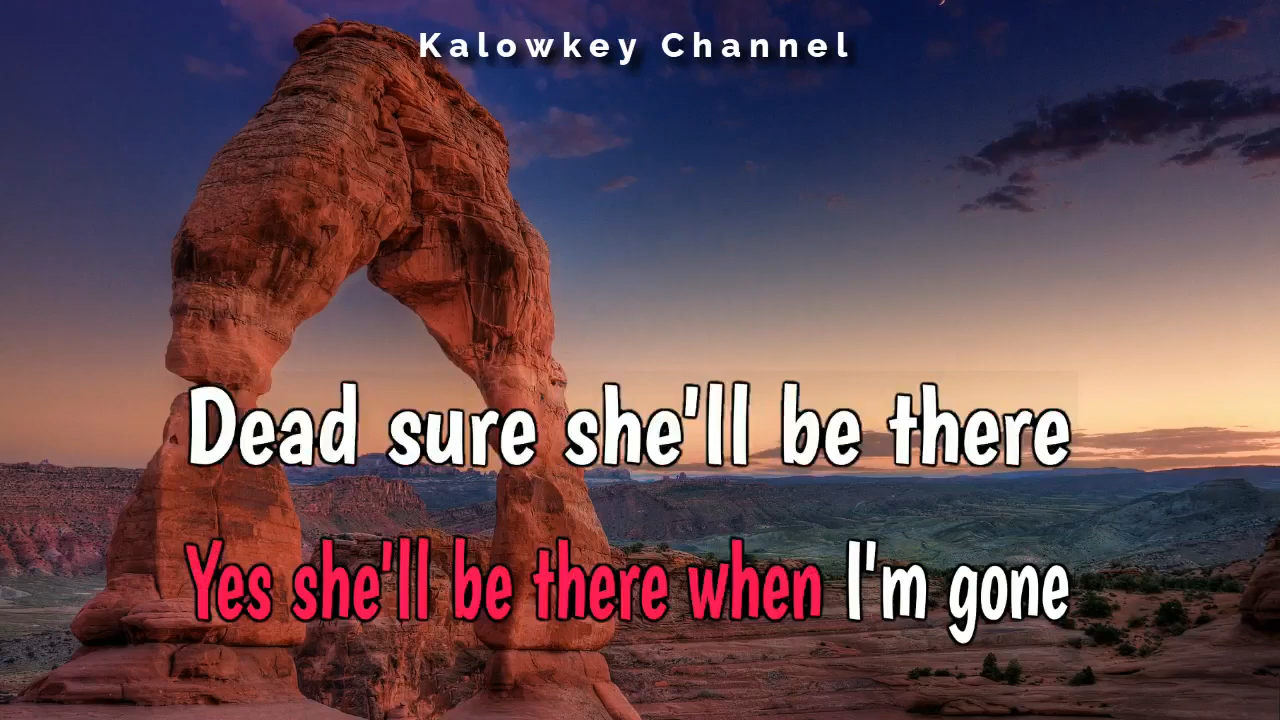 Kalowkey Channel
Dead sure she'll be there
Yes she'll be there when I'm gone